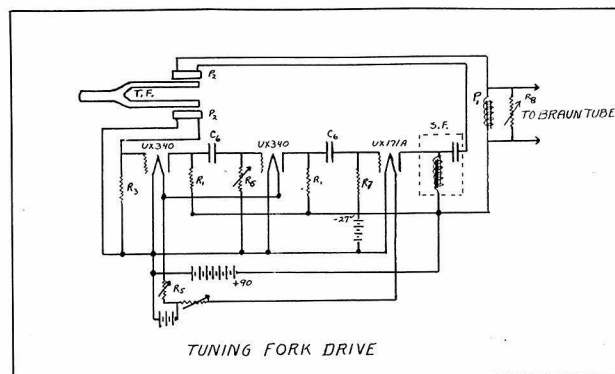 P2
T.F.
P2
UX340
C6
UX340
C6
UX171A
S.F.
P1
R8
TO BRAUN TUBE
R3
R1
R6
R1
R7
-27
+90
R5
TUNING FORK DRIVE